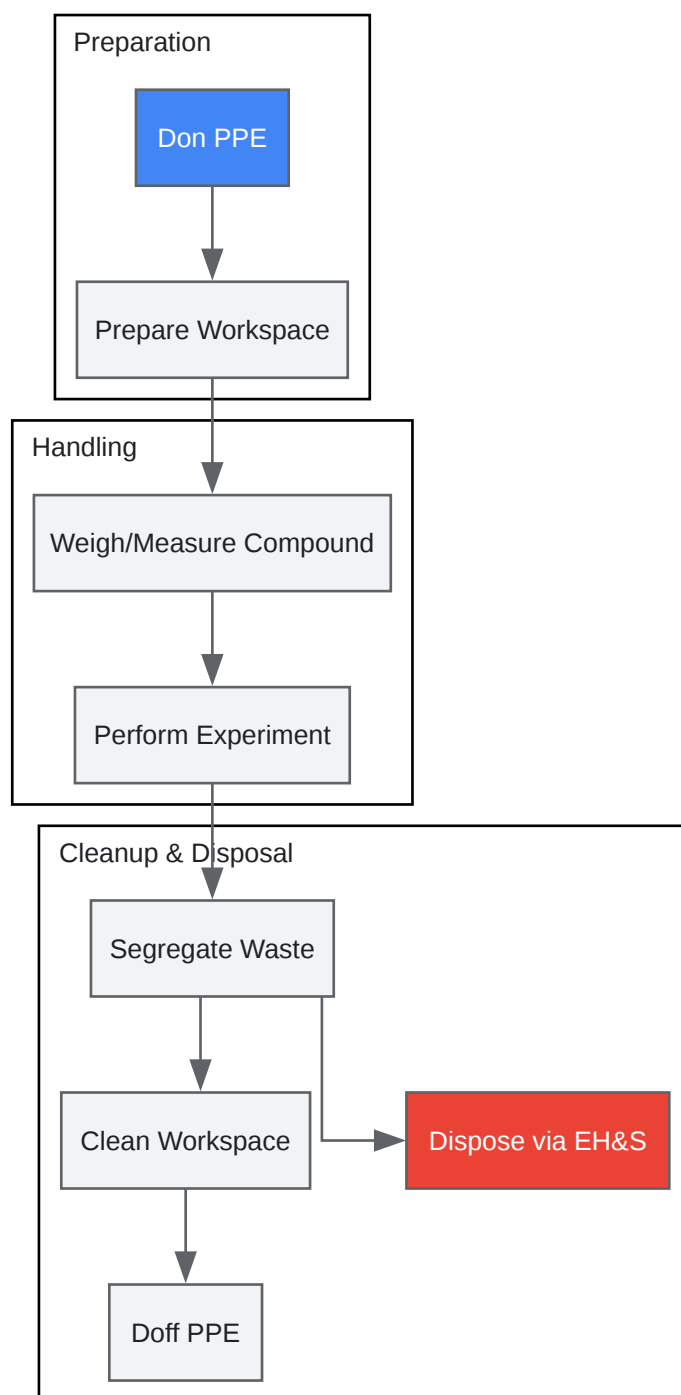 Preparation
Don PPE
Prepare Workspace
Handling
Weigh/Measure Compound
Perform Experiment
Cleanup & Disposal
Segregate Waste
Clean Workspace
Dispose via EH&S
Doff PPE